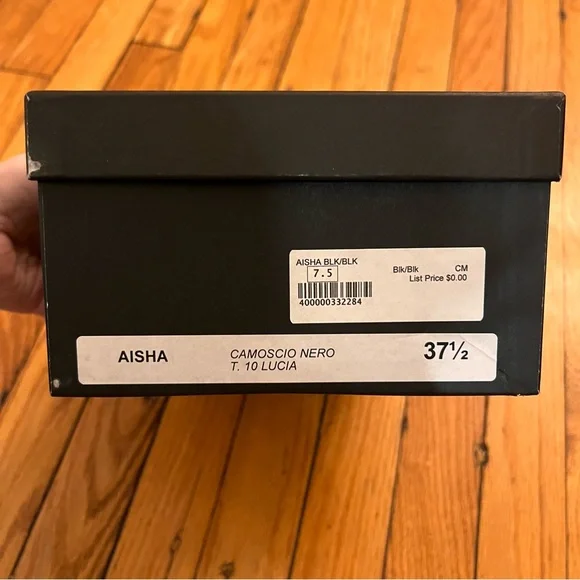 AISHA BLK/BLK
7.5
Blk/Blk CM
List Price $0.00
400000332284
AISHA CAMOSCIO NERO 37½
T. 10 LUCIA